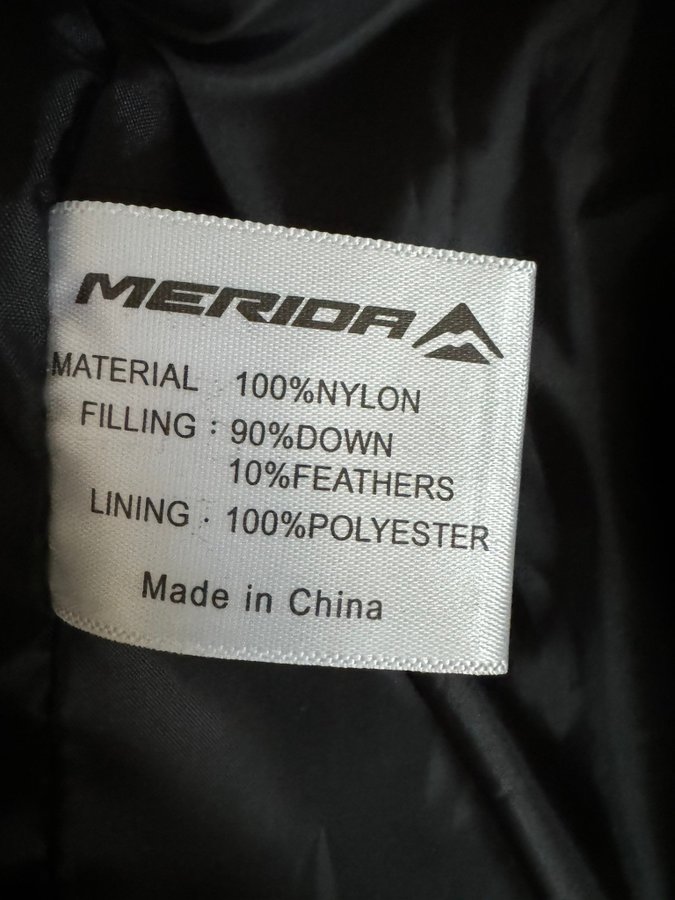 MERIDA
MATERIAL : 100%NYLON
FILLING : 90%DOWN
10%FEATHERS
LINING : 100%POLYESTER
Made in China